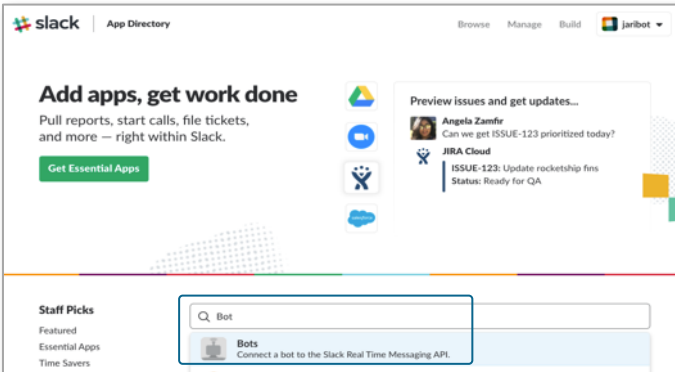 slack
App Directory
Browse Manage Build jaribot
Add apps, get work done
Pull reports, start calls, file tickets,
and more — right within Slack.
Get Essential Apps
salesforce
Preview issues and get updates...
Angela Zamfir
Can we get ISSUE-123 prioritized today?
JIRA Cloud
ISSUE-123: Update rocketship fins
Status: Ready for QA
Staff Picks
Featured
Essential Apps
Time Savers
Bot
Bots
Connect a bot to the Slack Real Time Messaging API.